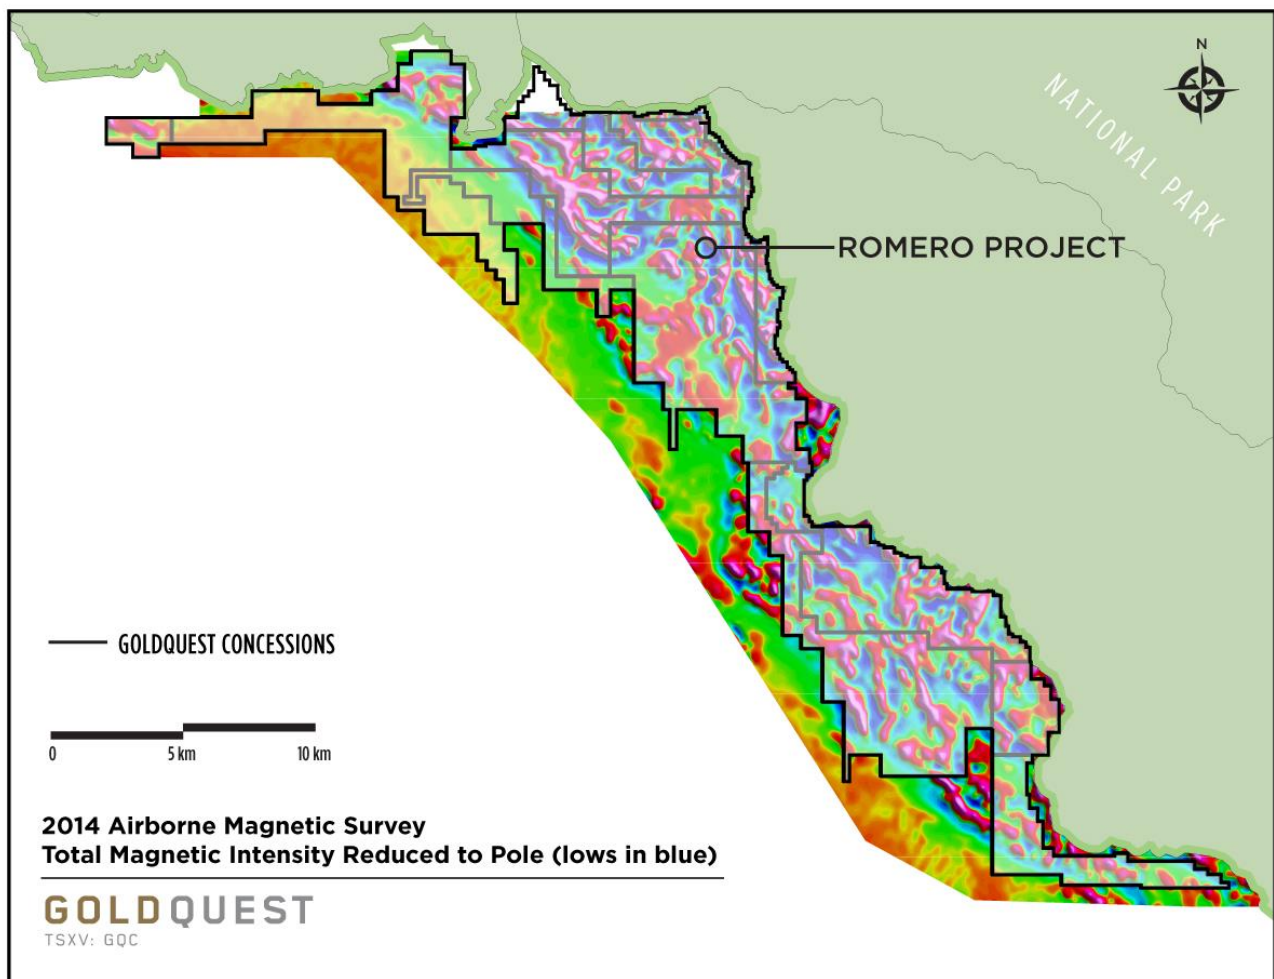 N
NATIONAL PARK
ROMERO PROJECT
GOLDQUEST CONCESSIONS
0 5 km 10 km
2014 Airborne Magnetic Survey
Total Magnetic Intensity Reduced to Pole (lows in blue)
GOLDQUEST
TSXV: GQC